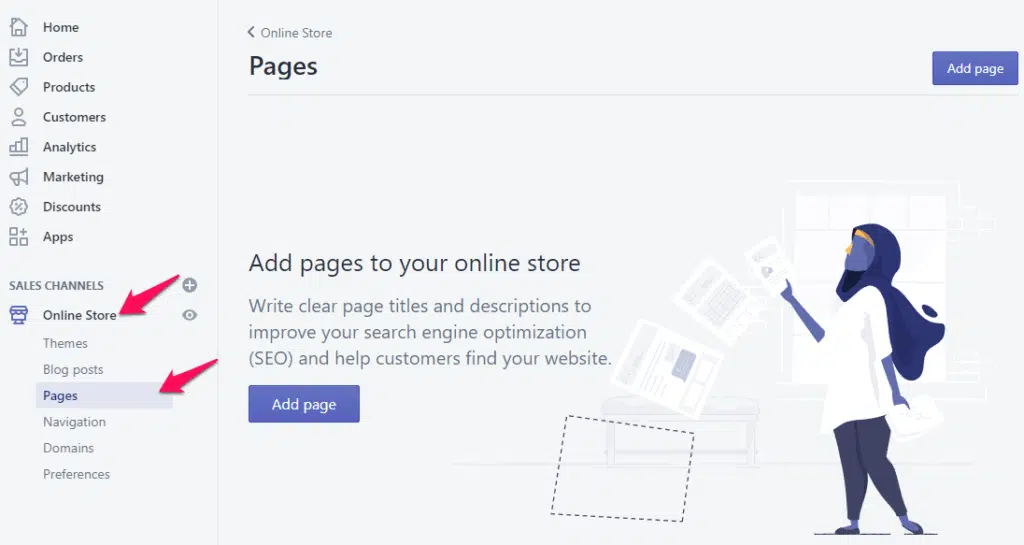 Home
Orders
Products
Customers
Analytics
Marketing
Discounts
Apps
SALES CHANNELS
Online Store
Themes
Blog posts
Pages
Navigation
Domains
Preferences
Online Store
Pages
Add page
Add pages to your online store
Write clear page titles and descriptions to
improve your search engine optimization
(SEO) and help customers find your website.
Add page